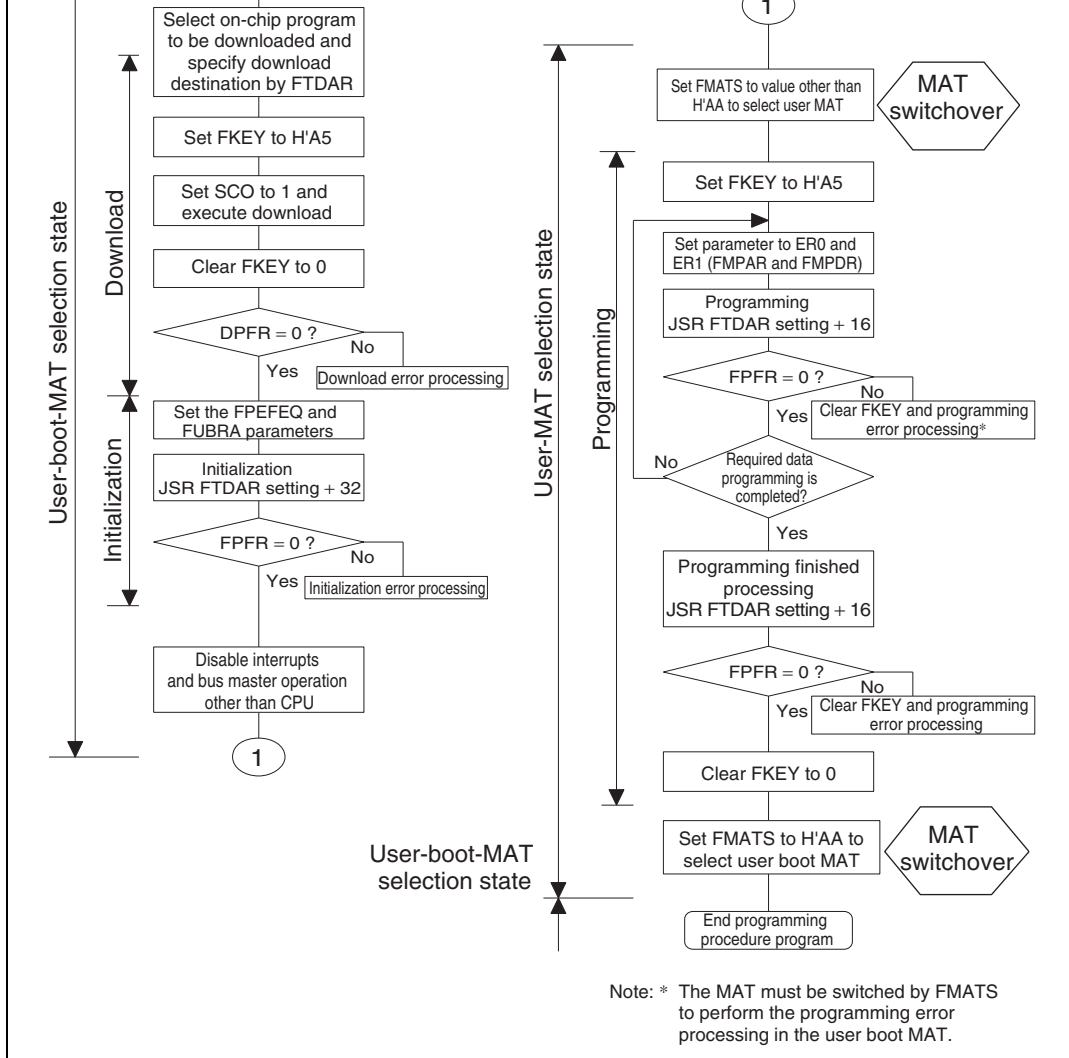 Select on-chip program
to be downloaded and
specify download
destination by FTDAR
Set FKEY to H'A5
Set SCO to 1 and
execute download
Clear FKEY to 0
DPFR = 0 ?
No
Yes
Download error processing
Set the FPEFEQ and
FUBRA parameters
Initialization
JSR FTDAR setting + 32
FPFR = 0 ?
No
Yes
Initialization error processing
Disable interrupts
and bus master operation
other than CPU
1
User-boot-MAT selection state
Download
Initialization
1
Set FMATS to value other than
H'AA to select user MAT
MAT
switchover
Set FKEY to H'A5
Set parameter to ER0 and
ER1 (FMPAR and FMPDR)
Programming
JSR FTDAR setting + 16
FPFR = 0 ?
No
Yes
Clear FKEY and programming
error processing*
No
Required data
programming is
completed?
Yes
Programming finished
processing
JSR FTDAR setting + 16
FPFR = 0 ?
No
Yes
Clear FKEY and programming
error processing
Clear FKEY to 0
Set FMATS to H'AA to
select user boot MAT
MAT
switchover
End programming
procedure program
User-MAT selection state
Programming
User-boot-MAT
selection state
Note: * The MAT must be switched by FMATS
to perform the programming error
processing in the user boot MAT.